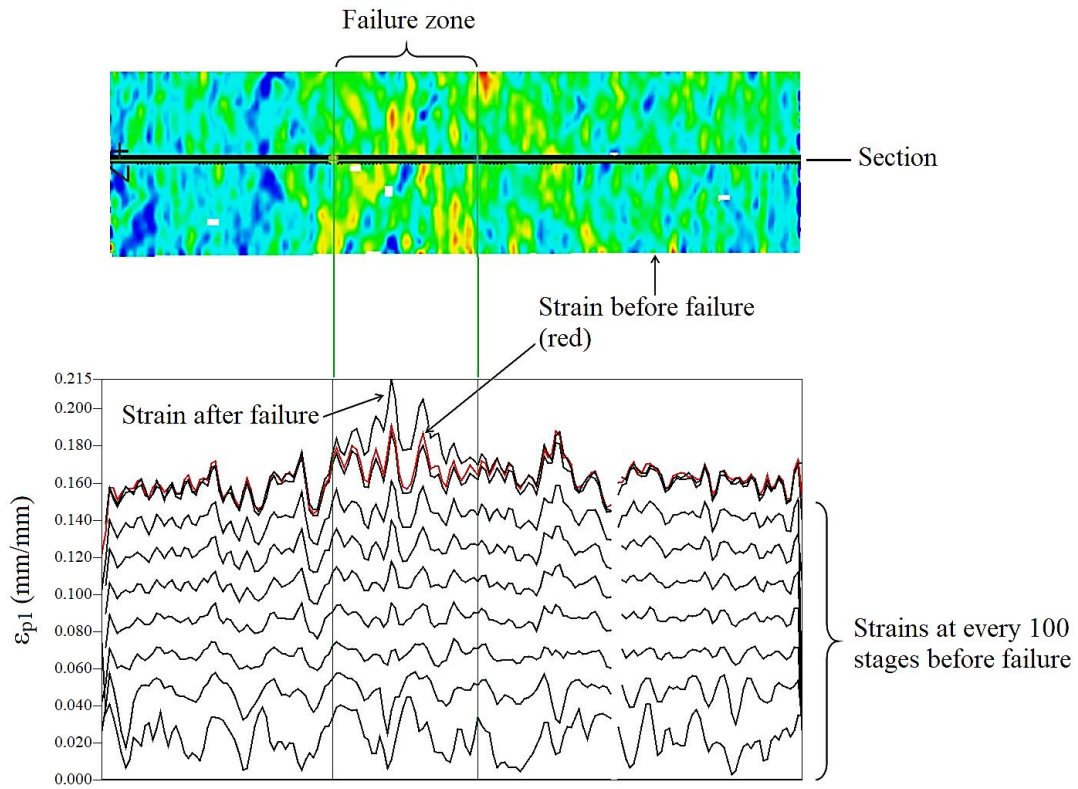 Failure zone
Section
Strain before failure
(red)
Strain after failure
0.215
0.200
0.180
0.160
0.140
0.120
0.100
0.080
0.060
0.040
0.020
0.000
εp1 (mm/mm)
Strains at every 100
stages before failure